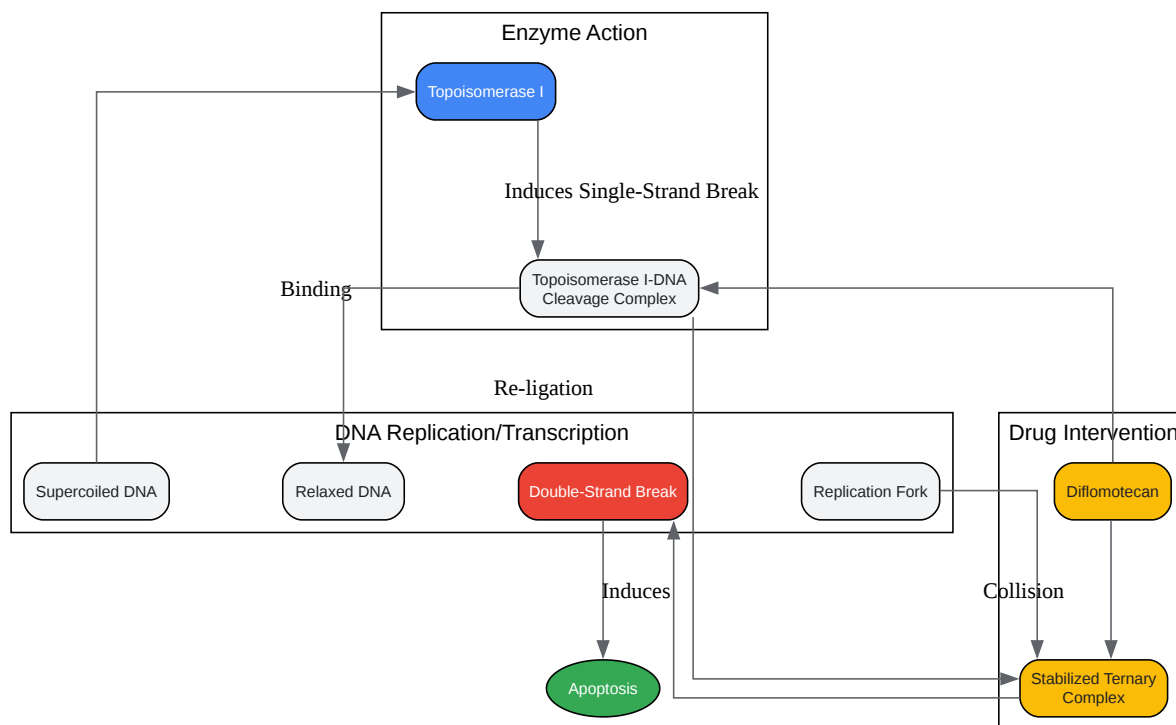 Enzyme Action
Topoisomerase I
Induces Single-Strand Break
Topoisomerase I-DNA
Cleavage Complex
Binding
Re-ligation
DNA Replication/Transcription
Drug Intervention
Supercoiled DNA
Relaxed DNA
Double-Strand Break
Replication Fork
Diflomotecan
Induces
Collision
Apoptosis
Stabilized Ternary
Complex